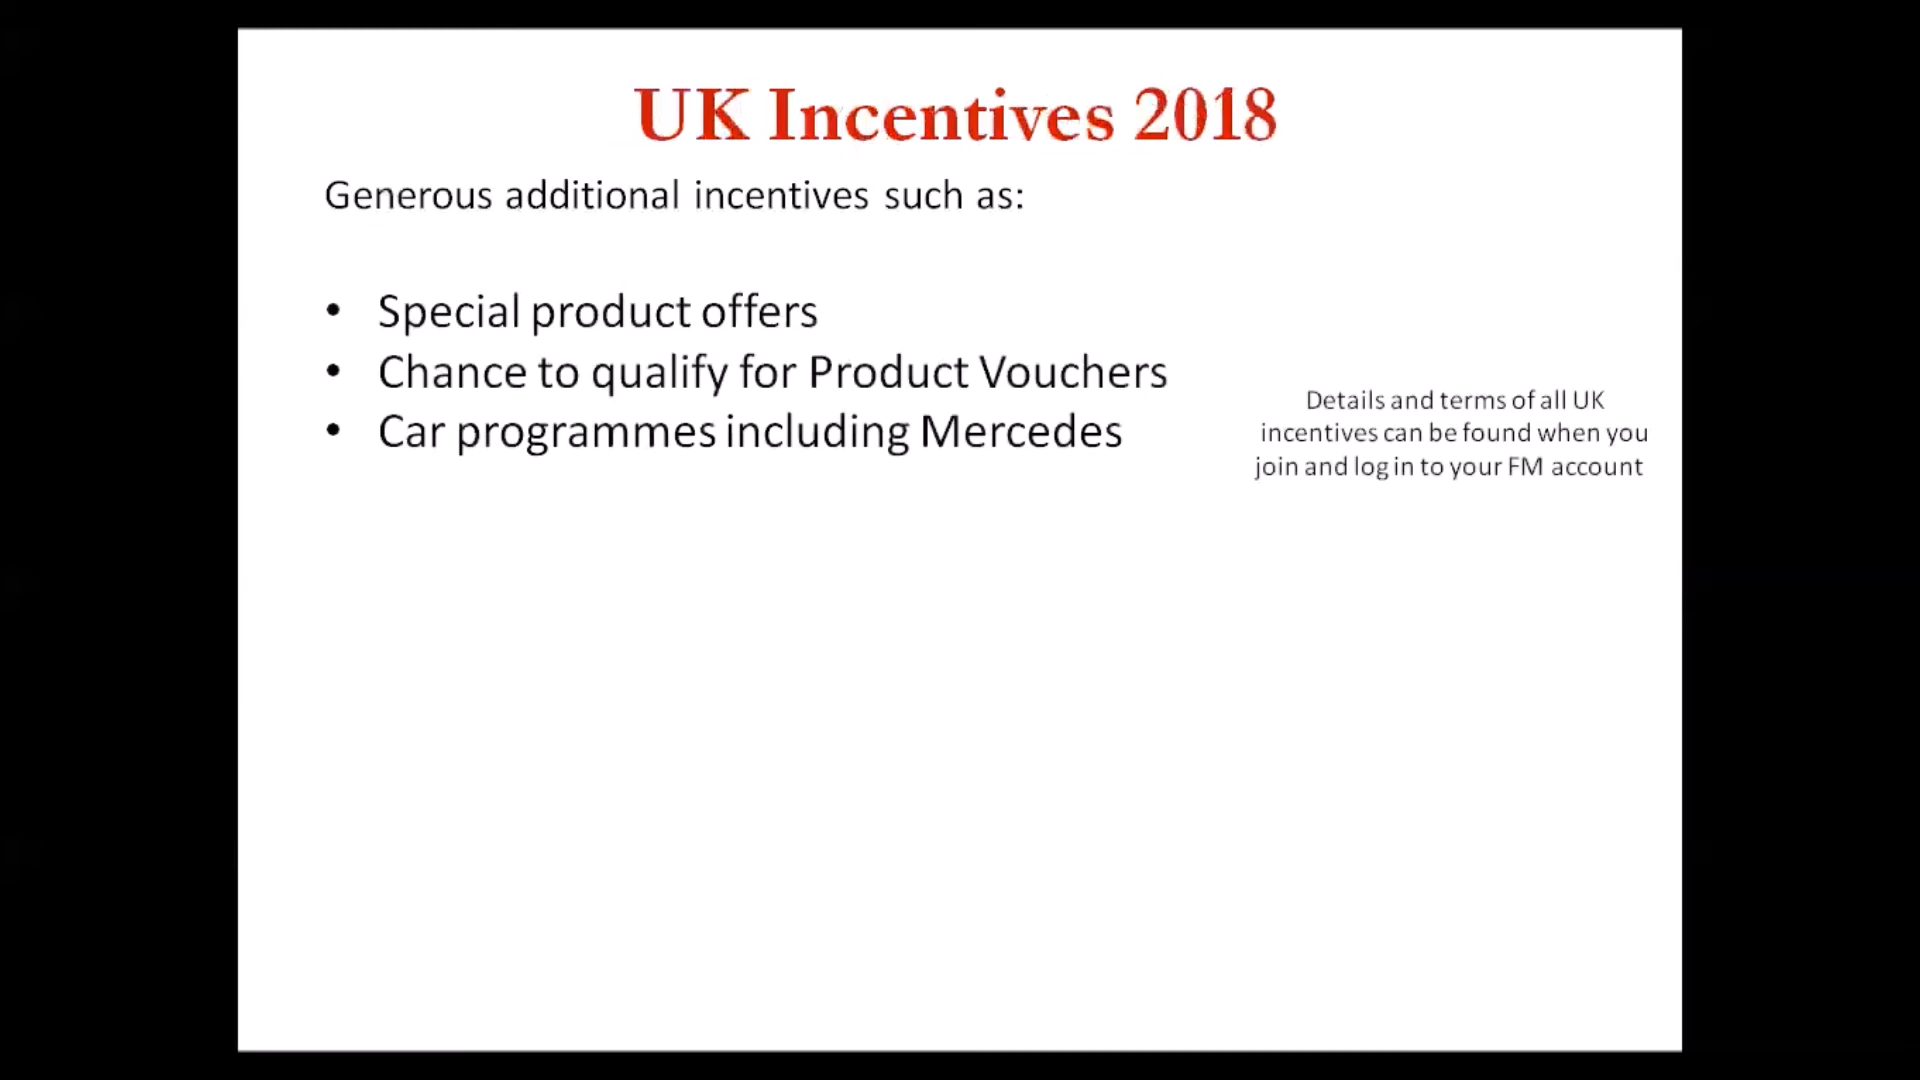 UK Incentives 2018
Generous additional incentives such as:
• Special product offers
• Chance to qualify for Product Vouchers
• Car programmes including Mercedes
Details and terms of all UK
incentives can be found when you
join and log in to your FM account